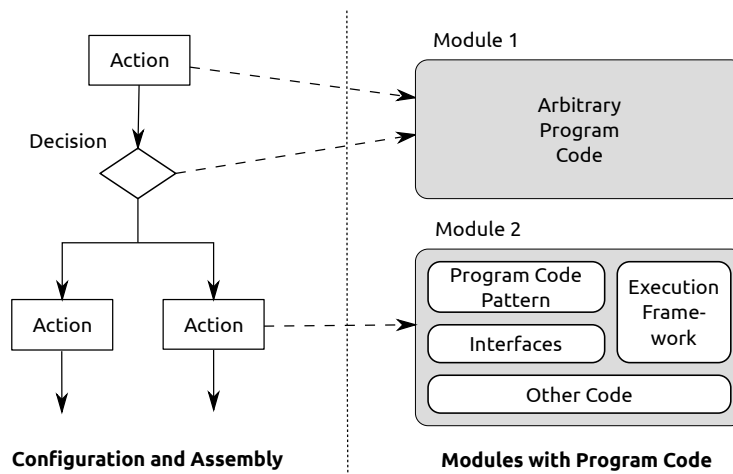 Action
Decision
Action
Action
Configuration and Assembly
Module 1
Arbitrary
Program
Code
Module 2
Program Code
Pattern
Interfaces
Execution
Frame-
work
Other Code
Modules with Program Code